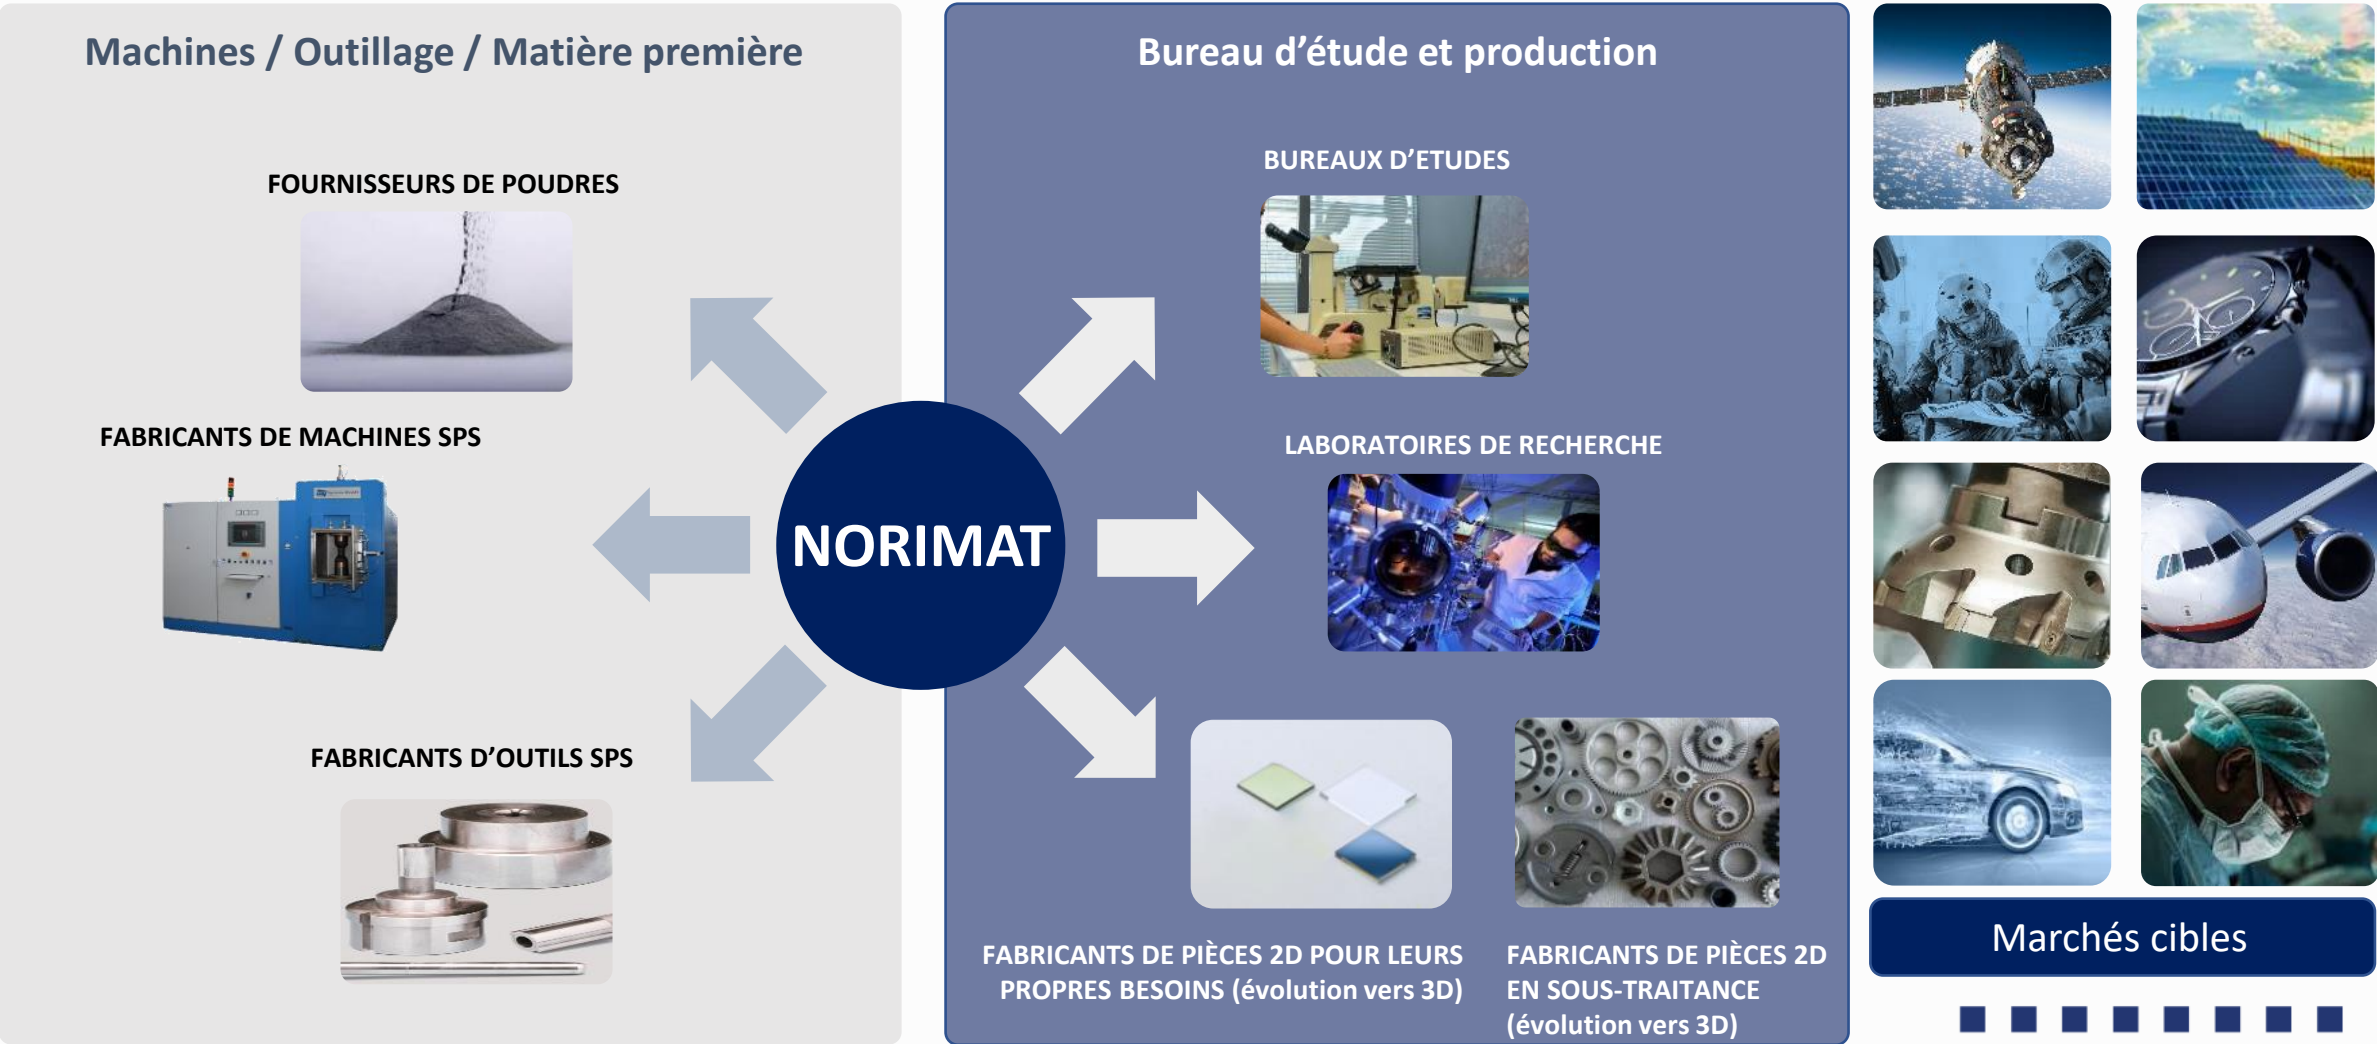 Machines / Outillage / Matière première
FOURNISSEURS DE POUDRES
FABRICANTS DE MACHINES SPS
FABRICANTS D’OUTILS SPS
NORIMAT
Bureau d’étude et production
BUREAUX D’ETUDES
LABORATOIRES DE RECHERCHE
FABRICANTS DE PIÈCES 2D POUR LEURS
PROPRES BESOINS (évolution vers 3D)
FABRICANTS DE PIÈCES 2D
EN SOUS-TRAITANCE
(évolution vers 3D)
Marchés cibles